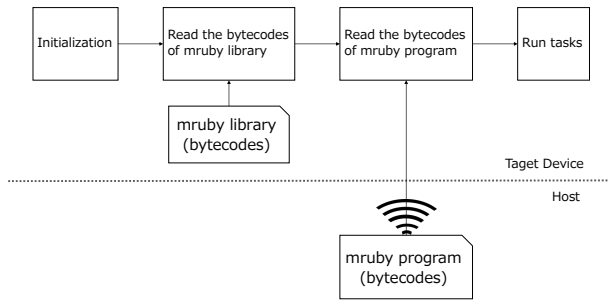 Initialization
Read the bytecodes
of mruby library
Read the bytecodes
of mruby program
Run tasks
mruby library
(bytecodes)
Taget Device
Host
mruby program
(bytecodes)